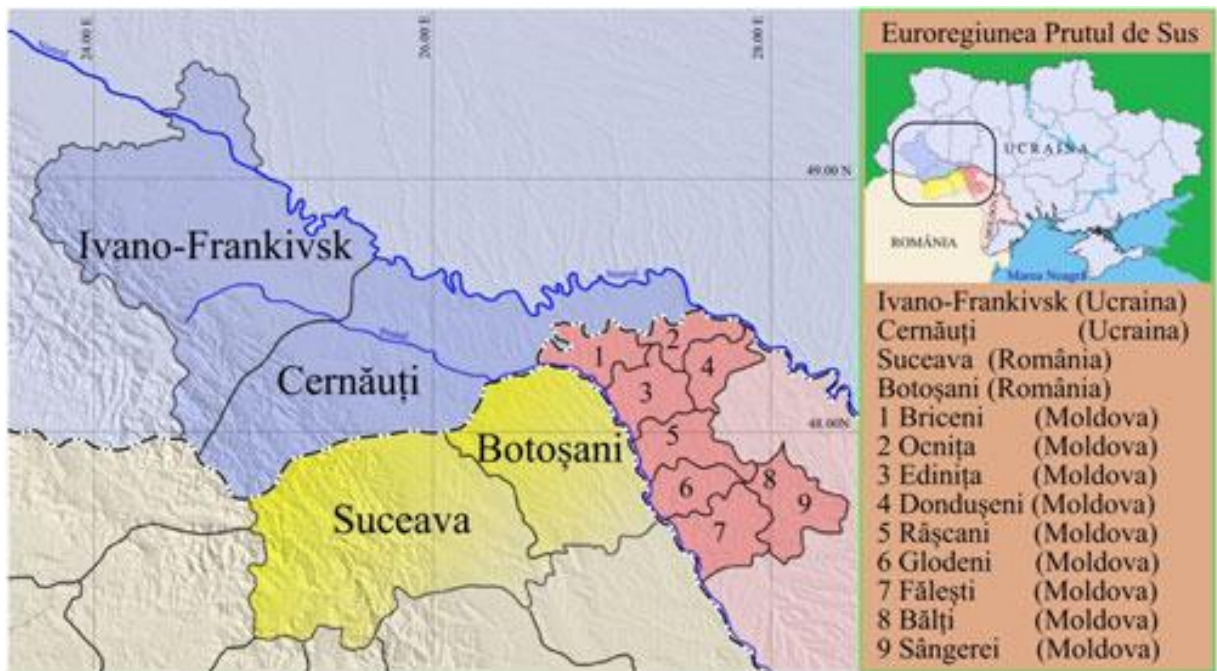 24.00 E
26.00 E
28.00 E
Nistrul
49.00 N
Ivano-Frankivsk
Nistrul
Prutul
1
2
4
Cernăuți
3
48.00N
Botoșani
5
8
6
9
Suceava
7
Euroregiunea Prutul de Sus
UCRAINA
ROMÂNIA
Marea Neagră
Ivano-Frankivsk (Ucraina)
Cernăuți (Ucraina)
Suceava (România)
Botoșani (România)
1 Briceni (Moldova)
2 Ocnița (Moldova)
3 Edinița (Moldova)
4 Dondușeni (Moldova)
5 Râșcani (Moldova)
6 Glodeni (Moldova)
7 Fălești (Moldova)
8 Bălți (Moldova)
9 Sângerei (Moldova)